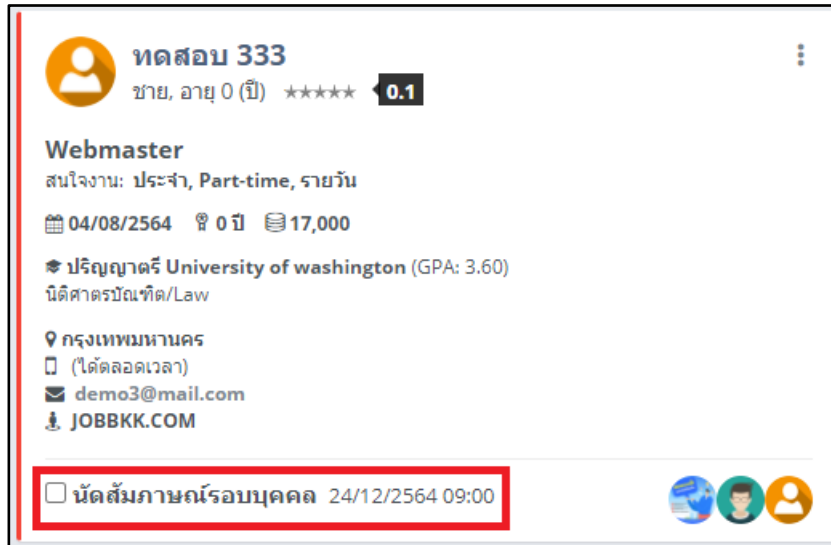 ทดสอบ 333
ชาย, อายุ 0 (ปี) 0.1
Webmaster
สนใจงาน: ประจำ, Part-time, รายวัน
04/08/2564 0 ปี 17,000
ปริญญาตรี University of washington (GPA: 3.60)
นิติศาตรบัณฑิต/Law
กรุงเทพมหานคร
(ได้ตลอดเวลา)
demo3@mail.com
JOBBKK.COM
นัดสัมภาษณ์รอบบุคคล 24/12/2564 09:00